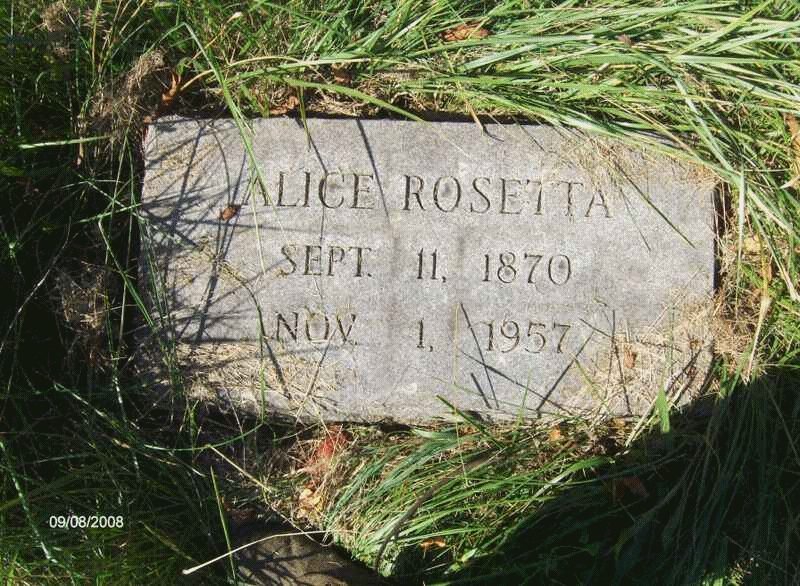 ALICE ROSETTA
SEPT. 11, 1870
NOV. 1, 1957
09/08/2008